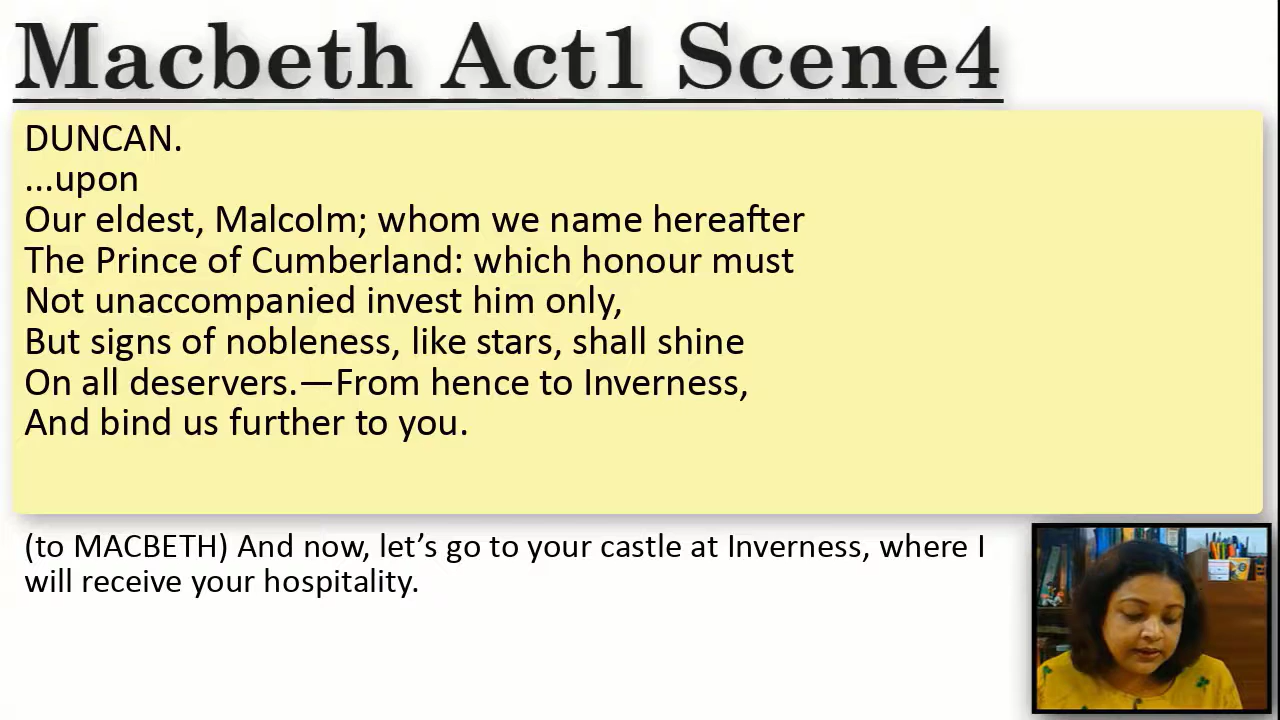 Macbeth Act1 Scene4
DUNCAN.
...upon
Our eldest, Malcolm; whom we name hereafter
The Prince of Cumberland: which honour must
Not unaccompanied invest him only,
But signs of nobleness, like stars, shall shine
On all deservers.—From hence to Inverness,
And bind us further to you.
(to MACBETH) And now, let’s go to your castle at Inverness, where I
will receive your hospitality.